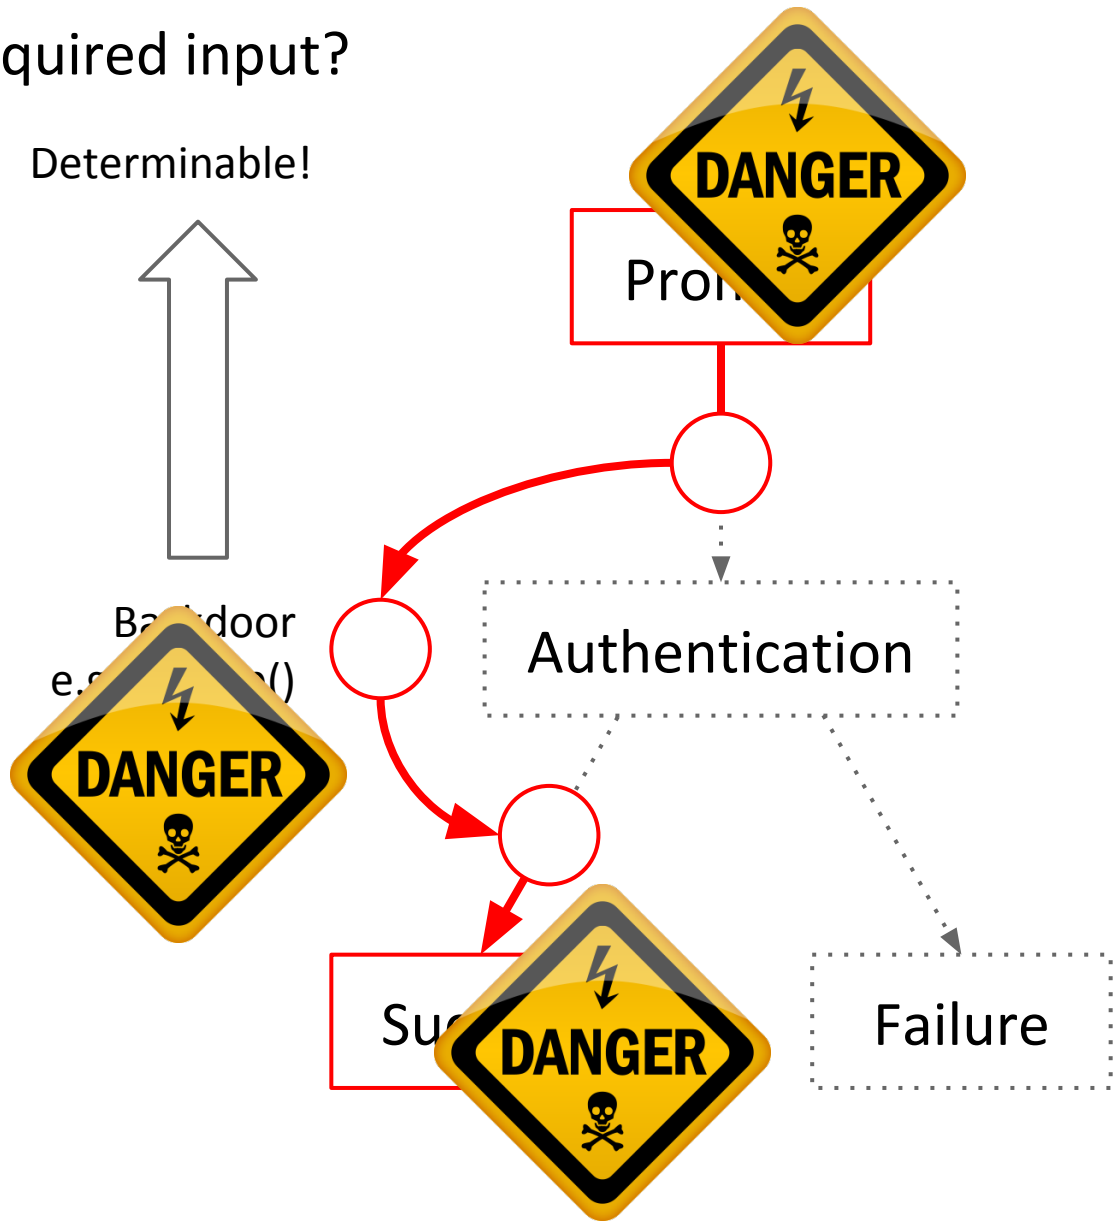 quired input?
Determinable!
DANGER
Authentication
DANGER
Failure
DANGER